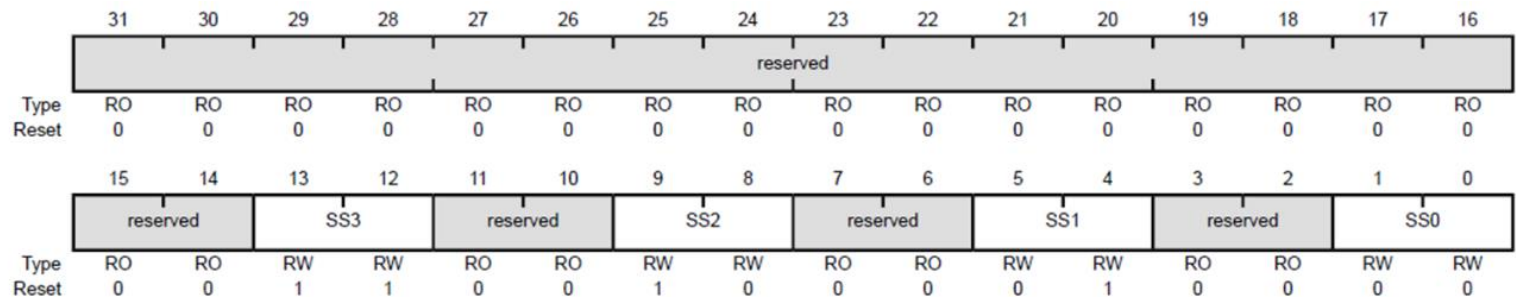 31 30 29 28 27 26 25 24 23 22 21 20 19 18 17 16
reserved
Type RO RO RO RO RO RO RO RO RO RO RO RO RO RO RO RO
Reset 0 0 0 0 0 0 0 0 0 0 0 0 0 0 0 0
15 14 13 12 11 10 9 8 7 6 5 4 3 2 1 0
reserved SS3 reserved SS2 reserved SS1 reserved SS0
Type RO RO RW RW RO RO RW RW RO RO RW RW RO RO RW RW
Reset 0 0 1 1 0 0 1 0 0 0 0 1 0 0 0 0